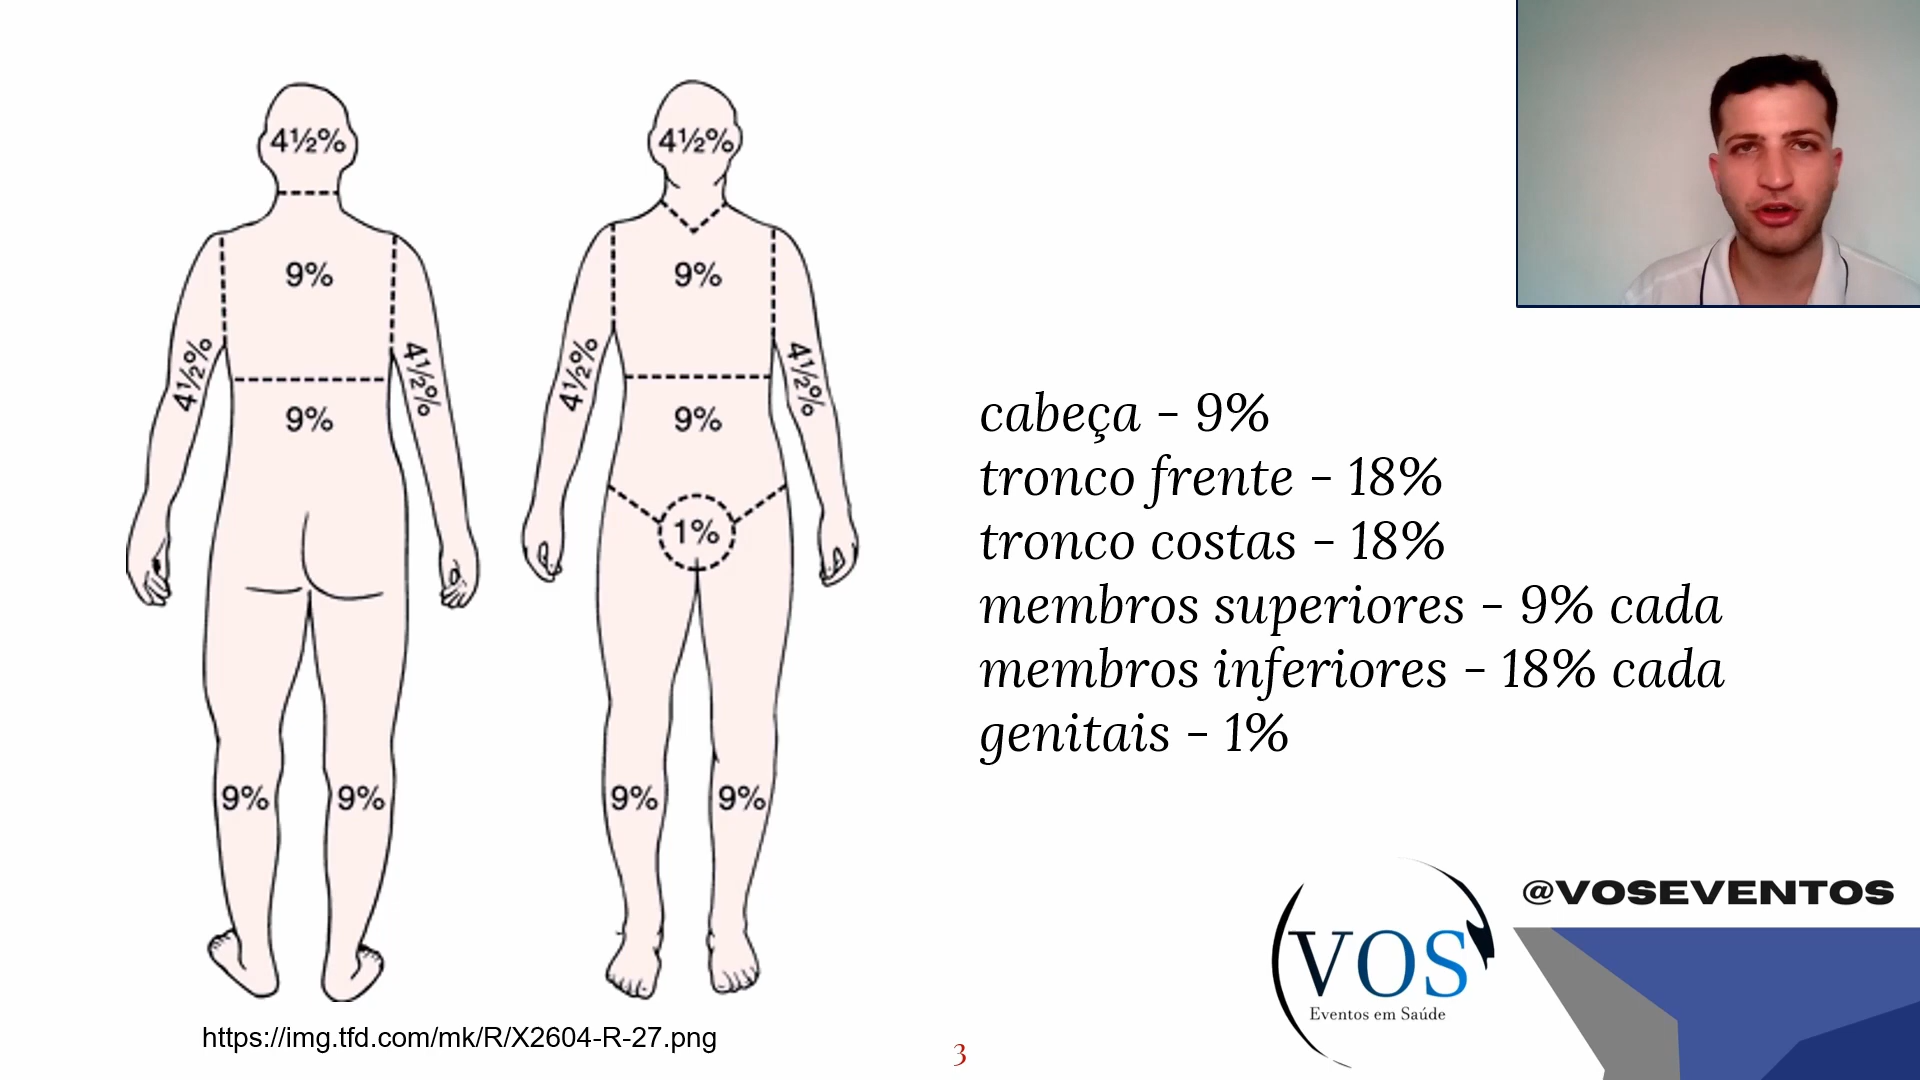 4½%
9%
4½%
4½%
9%
9%
9%
4½%
9%
4½%
4½%
9%
1%
9%
9%
cabeça - 9%
tronco frente - 18%
tronco costas - 18%
membros superiores - 9% cada
membros inferiores - 18% cada
genitais - 1%
@VOSEVENTOS
VOS
Eventos em Saúde
https://img.tfd.com/mk/R/X2604-R-27.png
3